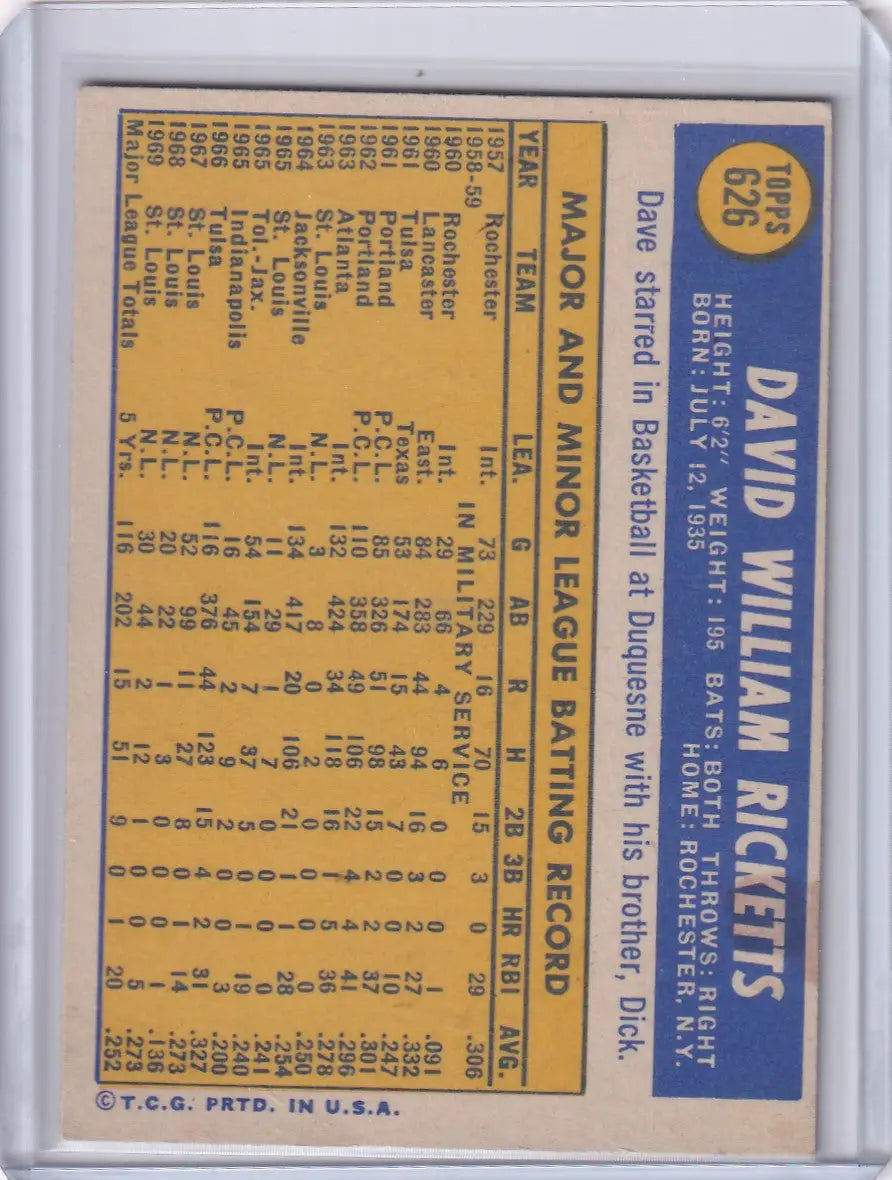 TOPPS
626
DAVID WILLIAM RICKETTS
HEIGHT: 6'2" WEIGHT: 195 BATS: BOTH THROWS: RIGHT
BORN: JULY 12, 1935 HOME: ROCHESTER, N.Y.
Dave starred in Basketball at Duquesne with his brother, Dick.
MAJOR AND MINOR LEAGUE BATTING RECORD
YEAR TEAM LEA. G AB R H 2B 3B HR RBI AVG.
1957 Rochester Int. 73 229 16 70 15 3 0 29 .306
1958-59 IN MILITARY SERVICE
1960 Rochester Int. 29 66 4 6 0 0 0 1 .091
1960 Lancaster East. 84 283 44 94 16 3 2 27 .332
1961 Tulsa Texas 53 174 15 43 7 0 0 10 .247
1961 Portland P.C.L. 85 326 51 98 15 2 2 37 .301
1962 Portland P.C.L. 110 358 49 106 22 4 4 41 .296
1963 Atlanta Int. 132 424 34 118 16 1 5 36 .278
1963 St. Louis N.L. 3 8 0 2 0 0 0 0 .250
1964 Jacksonville Int. 134 417 20 106 21 1 1 28 .254
1965 St. Louis N.L. 11 29 1 7 0 0 0 0 .241
1965 Tol.-Jax. Int. 54 154 7 37 5 0 1 19 .240
1965 Indianapolis P.C.L. 16 45 2 9 2 0 0 3 .200
1966 Tulsa P.C.L. 116 376 44 123 15 4 2 31 .327
1967 St. Louis N.L. 52 99 11 27 8 0 1 14 .273
1968 St. Louis N.L. 20 22 1 3 0 0 0 1 .136
1969 St. Louis N.L. 30 44 2 12 1 0 0 5 .273
Major League Totals 5 Yrs. 116 202 15 51 9 0 1 20 .252
©T.C.G. PRTD. IN U.S.A.